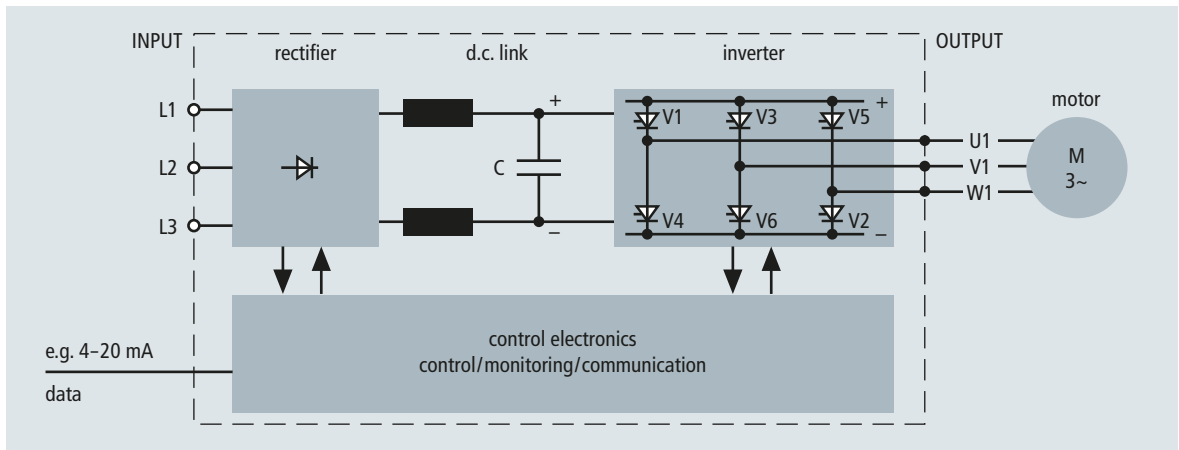 INPUT
rectifier
d.c. link
inverter
OUTPUT
L1
L2
L3
+
C
–
V1
V3
V5
+
V4
V6
V2
–
U1
V1
W1
motor
M
3~
e.g. 4–20 mA
data
control electronics
control/monitoring/communication